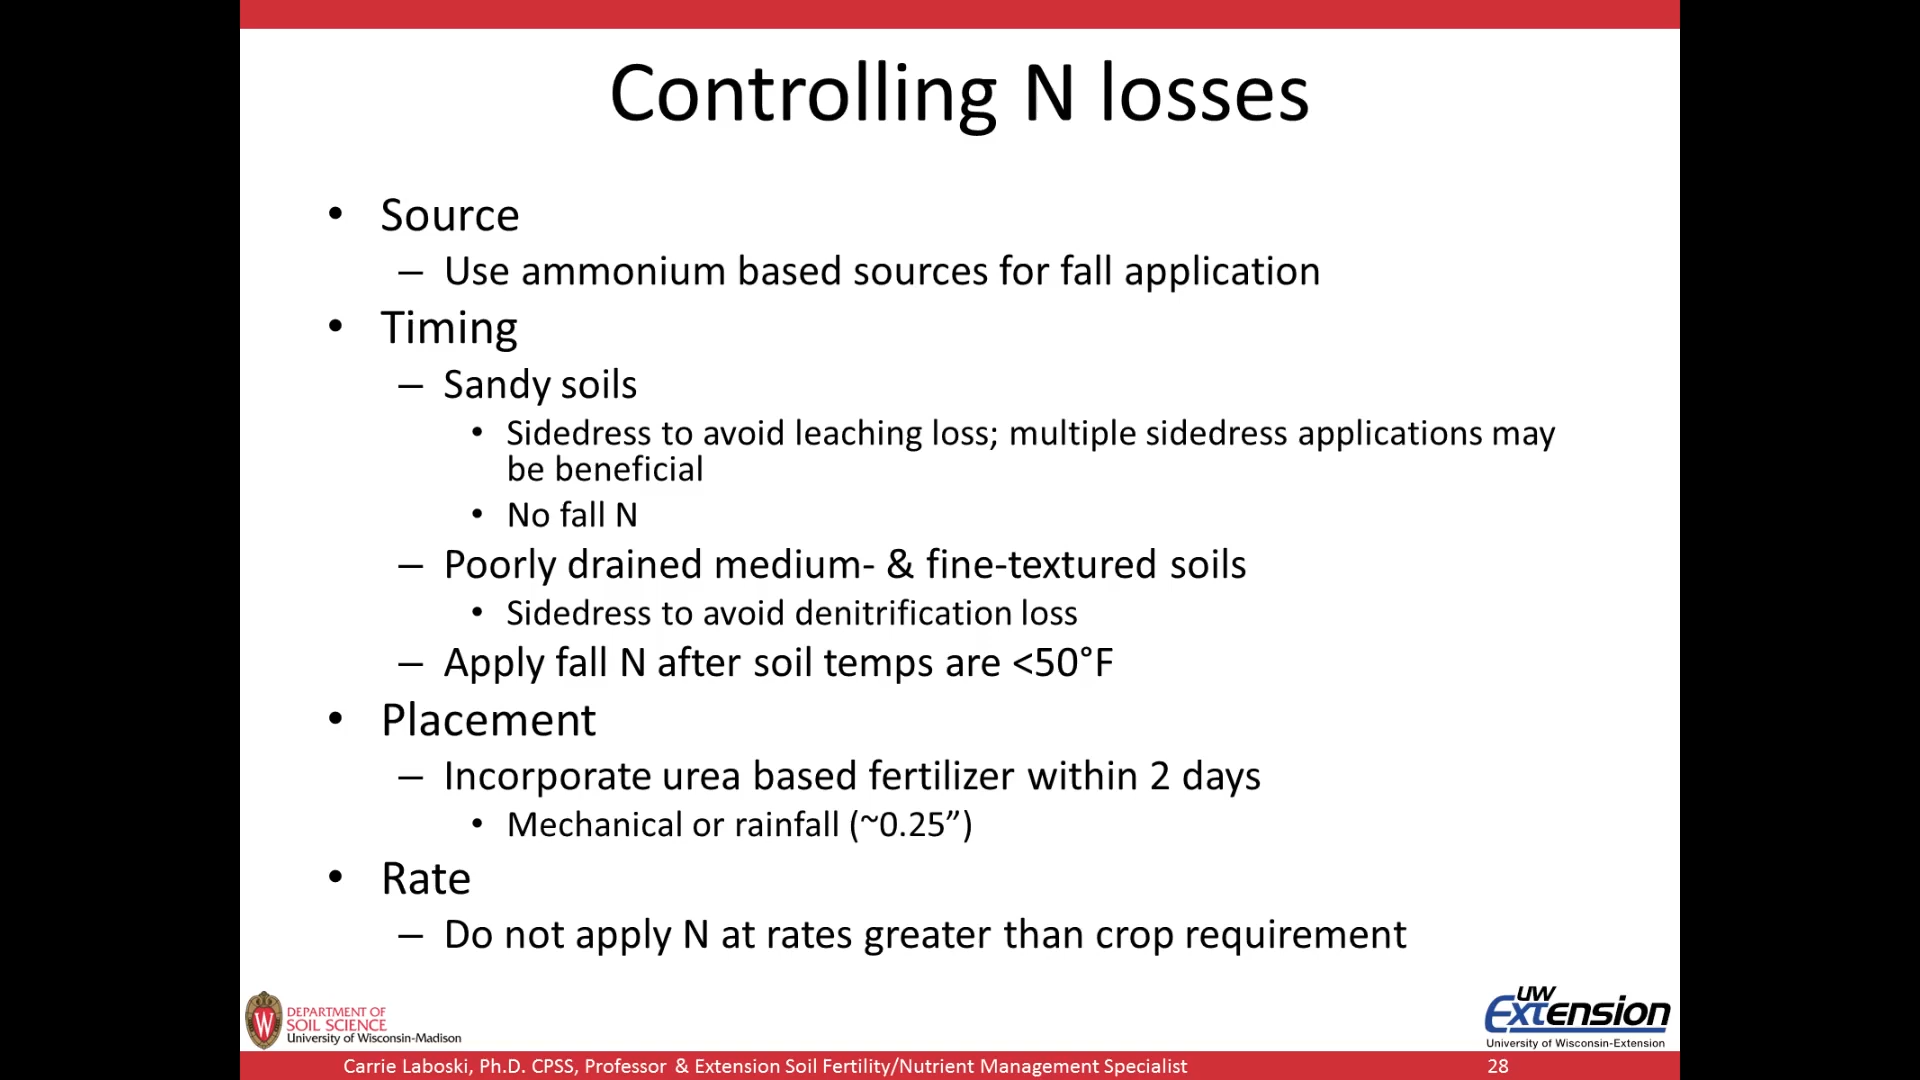 Controlling N losses
• Source
– Use ammonium based sources for fall application
• Timing
– Sandy soils
• Sidedress to avoid leaching loss; multiple sidedress applications may
be beneficial
• No fall N
– Poorly drained medium- & fine-textured soils
• Sidedress to avoid denitrification loss
– Apply fall N after soil temps are <50°F
• Placement
– Incorporate urea based fertilizer within 2 days
• Mechanical or rainfall (~0.25”)
• Rate
– Do not apply N at rates greater than crop requirement
W
DEPARTMENT OF
SOIL SCIENCE
University of Wisconsin-Madison
UW
Extension
University of Wisconsin-Extension
Carrie Laboski, Ph.D. CPSS, Professor & Extension Soil Fertility/Nutrient Management Specialist
28